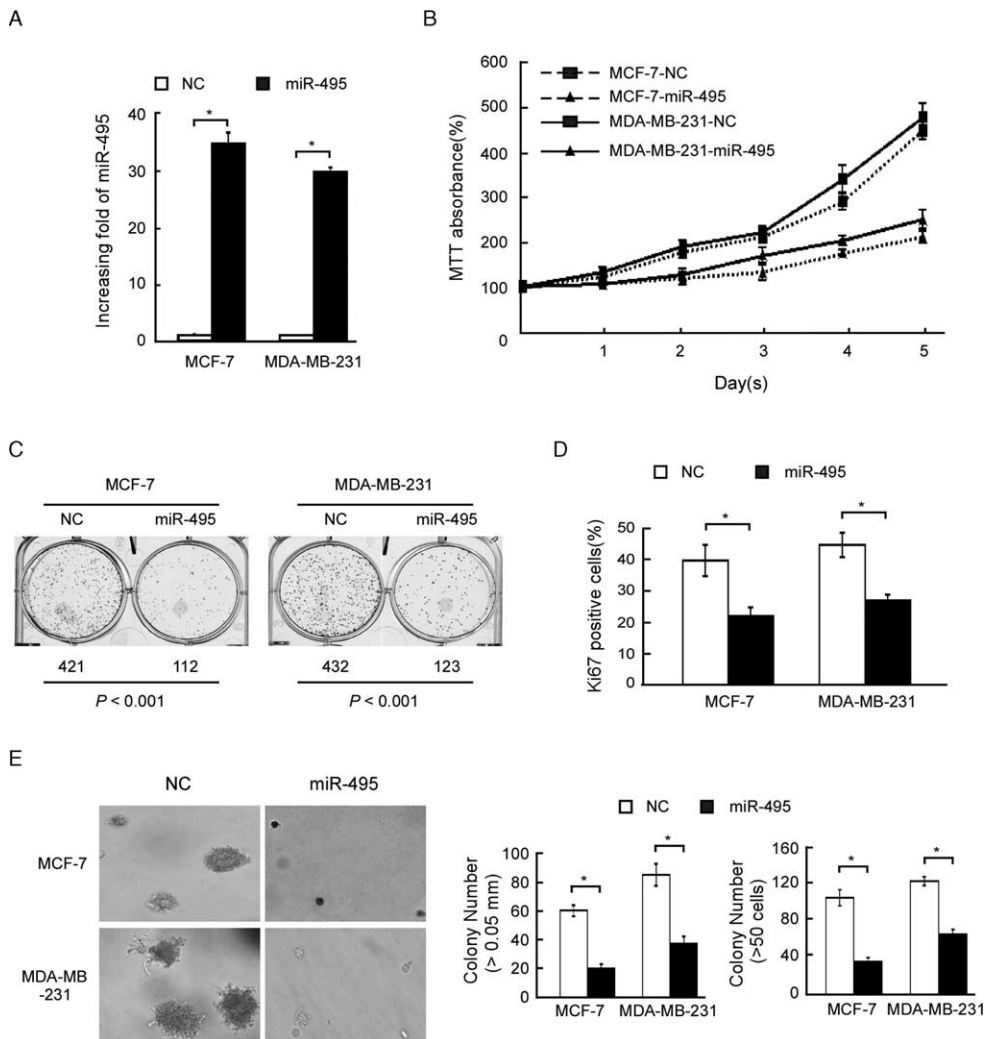 A
NC miR-495
Increasing fold of miR-495
40
30
20
10
0
* *
MCF-7 MDA-MB-231
B
MTT absorbance(%)
600
500
400
300
200
100
0
MCF-7-NC
MCF-7-miR-495
MDA-MB-231-NC
MDA-MB-231-miR-495
1 2 3 4 5
Day(s)
C
MCF-7
NC miR-495
421 112
P < 0.001
MDA-MB-231
NC miR-495
432 123
P < 0.001
D
NC miR-495
Ki67 positive cells(%)
50
40
30
20
10
0
* *
MCF-7 MDA-MB-231
E
NC miR-495
MCF-7
MDA-MB
-231
NC miR-495
Colony Number
(> 0.05 mm)
100
80
60
40
20
0
* *
MCF-7 MDA-MB-231
Colony Number
(>50 cells)
160
120
80
40
0
* *
MCF-7 MDA-MB-231